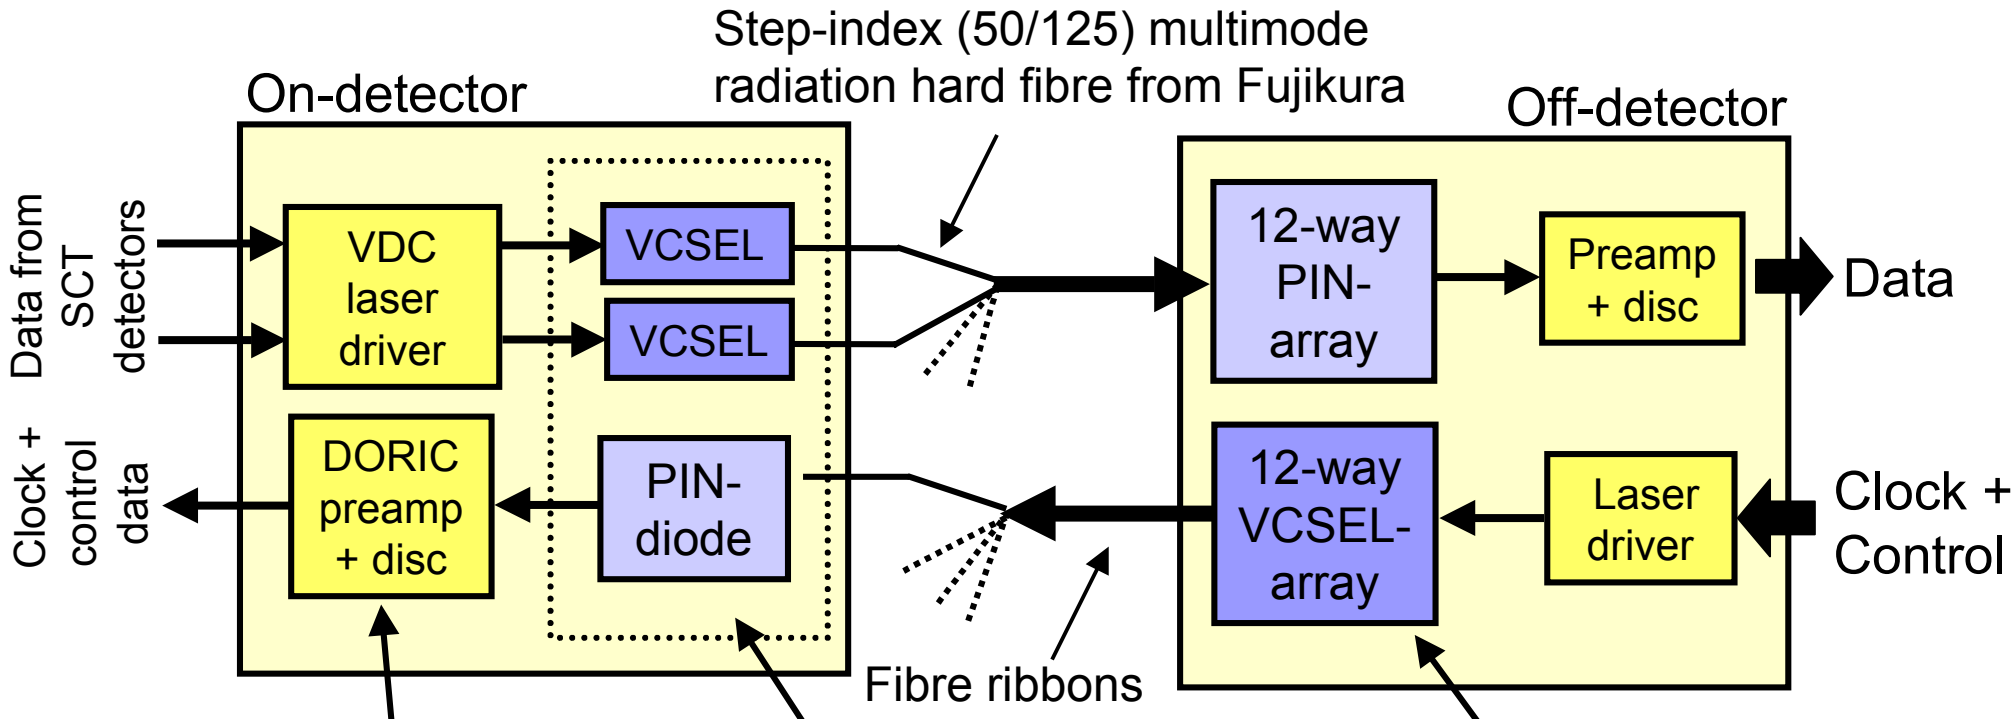 Step-index (50/125) multimode
radiation hard fibre from Fujikura
On-detector
Off-detector
Data from
SCT
detectors
VDC
laser
driver
VCSEL
VCSEL
12-way
PIN-
array
Preamp
+ disc
Data
Clock +
control
data
DORIC
preamp
+ disc
PIN-
diode
12-way
VCSEL-
array
Laser
driver
Clock +
Control
Fibre ribbons